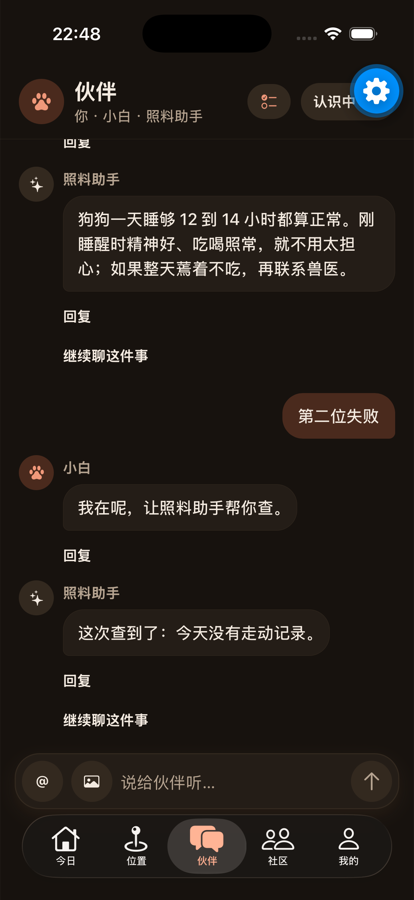 22:48
伙伴
你 · 小白 · 照料助手
认识中
回复
照料助手
狗狗一天睡够 12 到 14 小时都算正常。刚
睡醒时精神好、吃喝照常，就不用太担
心；如果整天蔫着不吃，再联系兽医。
回复
继续聊这件事
第二位失败
小白
我在呢，让照料助手帮你查。
回复
照料助手
这次查到了：今天没有走动记录。
回复
继续聊这件事
@
说给伙伴听...
今日
位置
伙伴
社区
我的